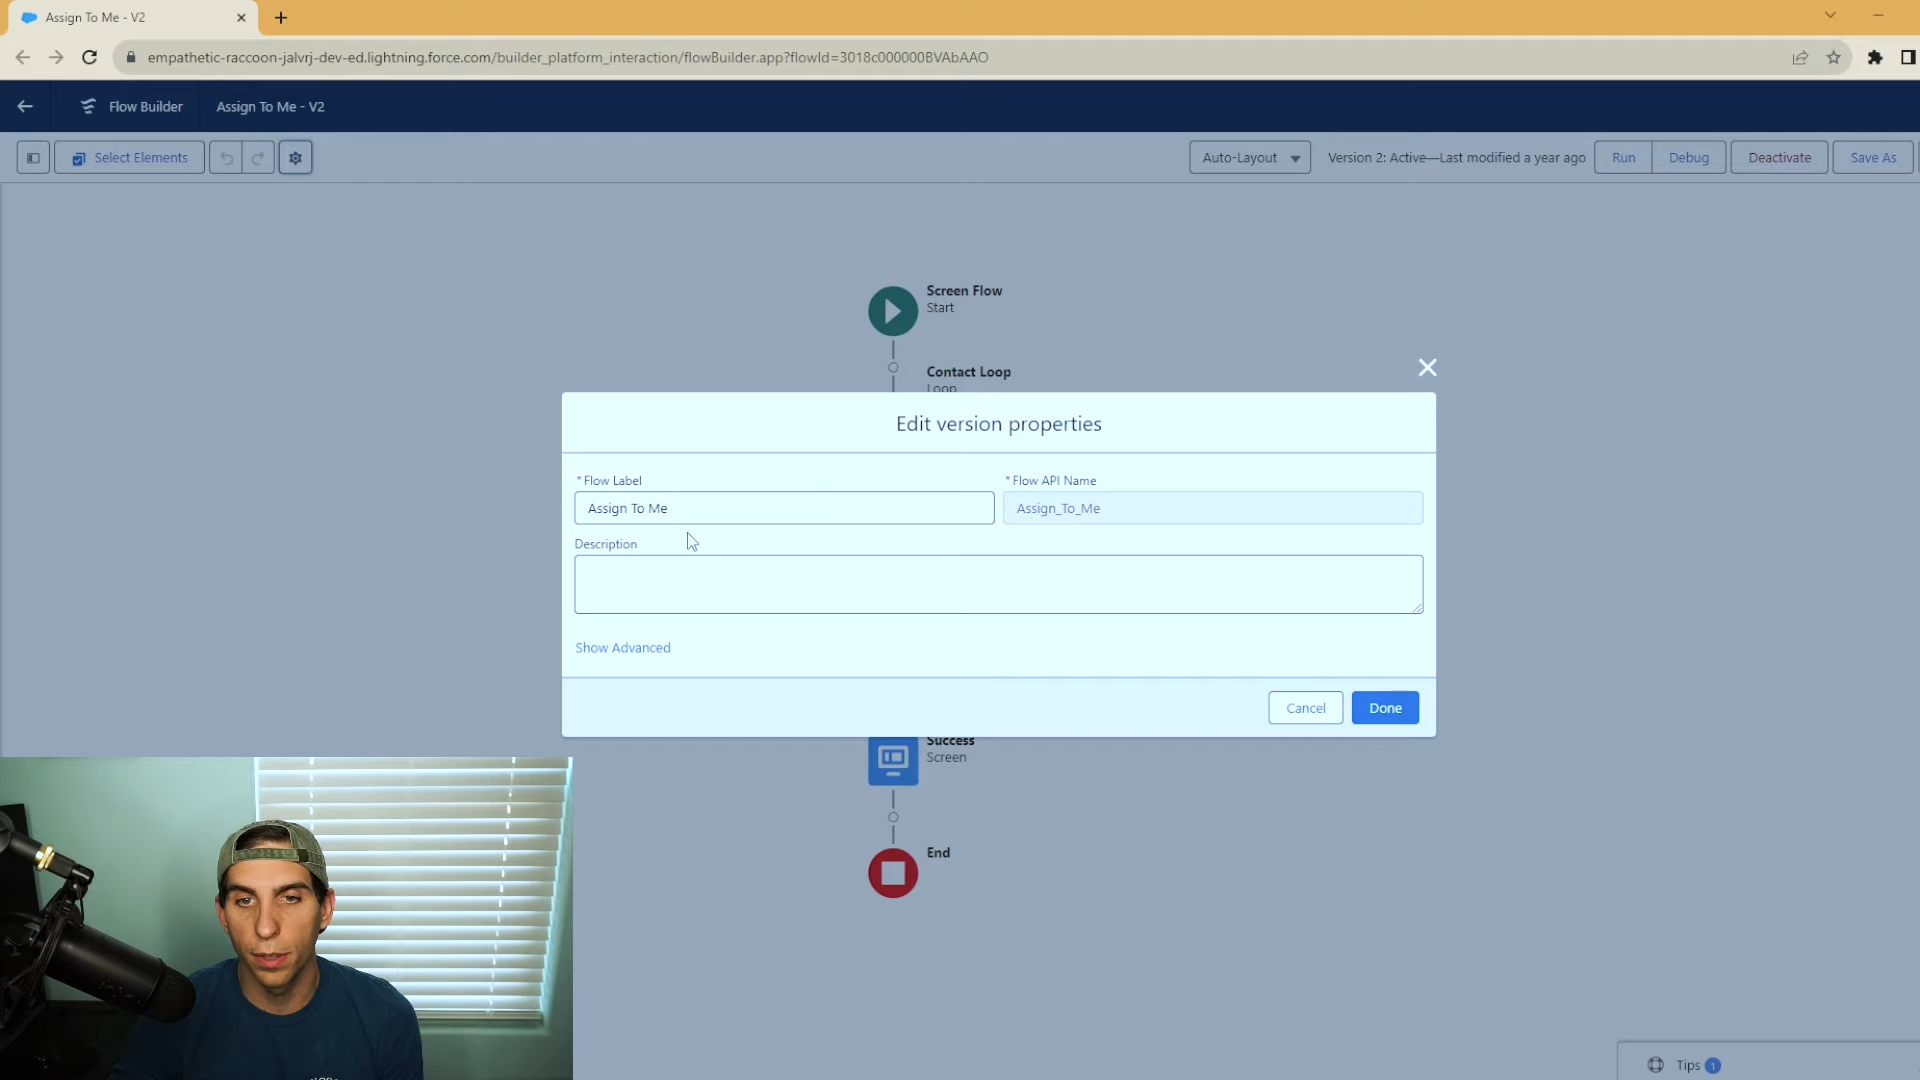 Assign To Me - V2
empathetic-raccoon-jalvrj-dev-ed.lightning.force.com/builder_platform_interaction/flowBuilder.app?flowId=3018c000000BVAbAAO
Flow Builder
Assign To Me - V2
Select Elements
Auto-Layout
Version 2: Active—Last modified a year ago
Run
Debug
Deactivate
Save As
Screen Flow
Start
Contact Loop
Loop
Edit version properties
* Flow Label
* Flow API Name
Assign To Me
Assign_To_Me
Description
Show Advanced
Cancel
Done
Success
Screen
End
Tips 1